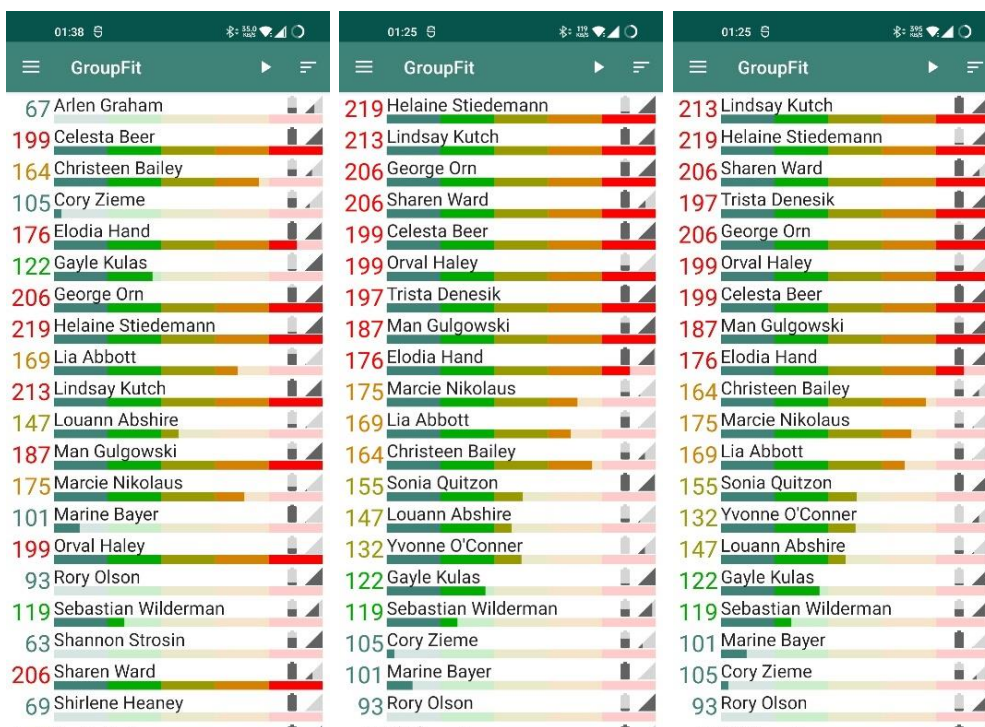 01:38 35.0 KB/S
GroupFit
67 Arlen Graham
199 Celesta Beer
164 Christeen Bailey
105 Cory Zieme
176 Elodia Hand
122 Gayle Kulas
206 George Orn
219 Helaine Stiedemann
169 Lia Abbott
213 Lindsay Kutch
147 Louann Abshire
187 Man Gulgowski
175 Marcie Nikolaus
101 Marine Bayer
199 Orval Haley
93 Rory Olson
119 Sebastian Wilderman
63 Shannon Strosin
206 Sharen Ward
69 Shirlene Heaney
01:25 119 KB/S
GroupFit
219 Helaine Stiedemann
213 Lindsay Kutch
206 George Orn
206 Sharen Ward
199 Celesta Beer
199 Orval Haley
197 Trista Denesik
187 Man Gulgowski
176 Elodia Hand
175 Marcie Nikolaus
169 Lia Abbott
164 Christeen Bailey
155 Sonia Quitzon
147 Louann Abshire
132 Yvonne O'Conner
122 Gayle Kulas
119 Sebastian Wilderman
105 Cory Zieme
101 Marine Bayer
93 Rory Olson
01:25 395 KB/S
GroupFit
213 Lindsay Kutch
219 Helaine Stiedemann
206 Sharen Ward
197 Trista Denesik
206 George Orn
199 Orval Haley
199 Celesta Beer
187 Man Gulgowski
176 Elodia Hand
164 Christeen Bailey
175 Marcie Nikolaus
169 Lia Abbott
155 Sonia Quitzon
132 Yvonne O'Conner
147 Louann Abshire
122 Gayle Kulas
119 Sebastian Wilderman
101 Marine Bayer
105 Cory Zieme
93 Rory Olson